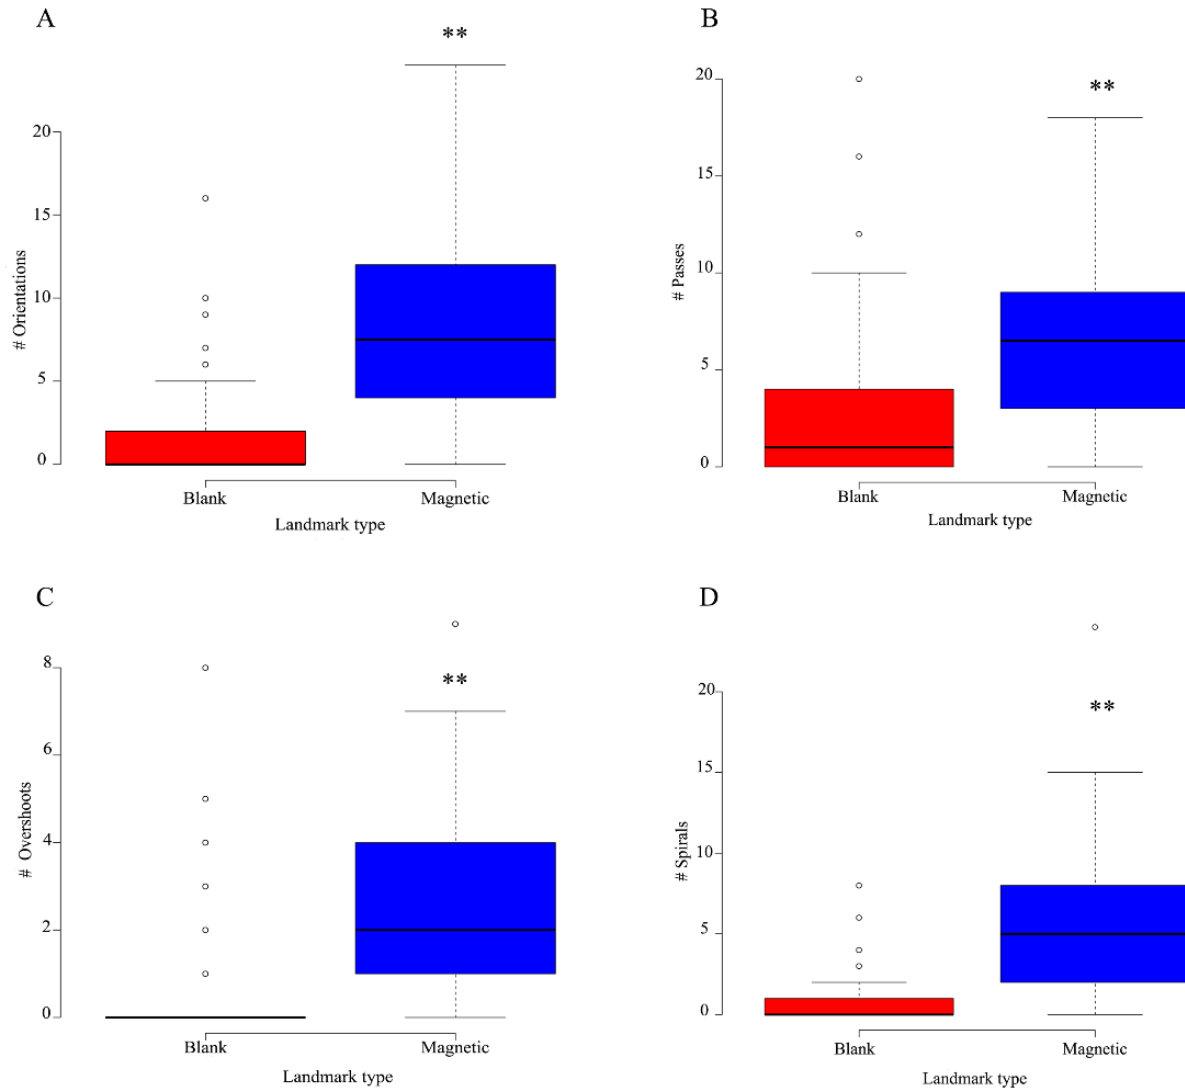 A
**
# Orientations
20
15
10
5
0
Blank
Magnetic
Landmark type
B
**
# Passes
20
15
10
5
0
Blank
Magnetic
Landmark type
C
**
# Overshoots
8
6
4
2
0
Blank
Magnetic
Landmark type
D
**
# Spirals
20
15
10
5
0
Blank
Magnetic
Landmark type